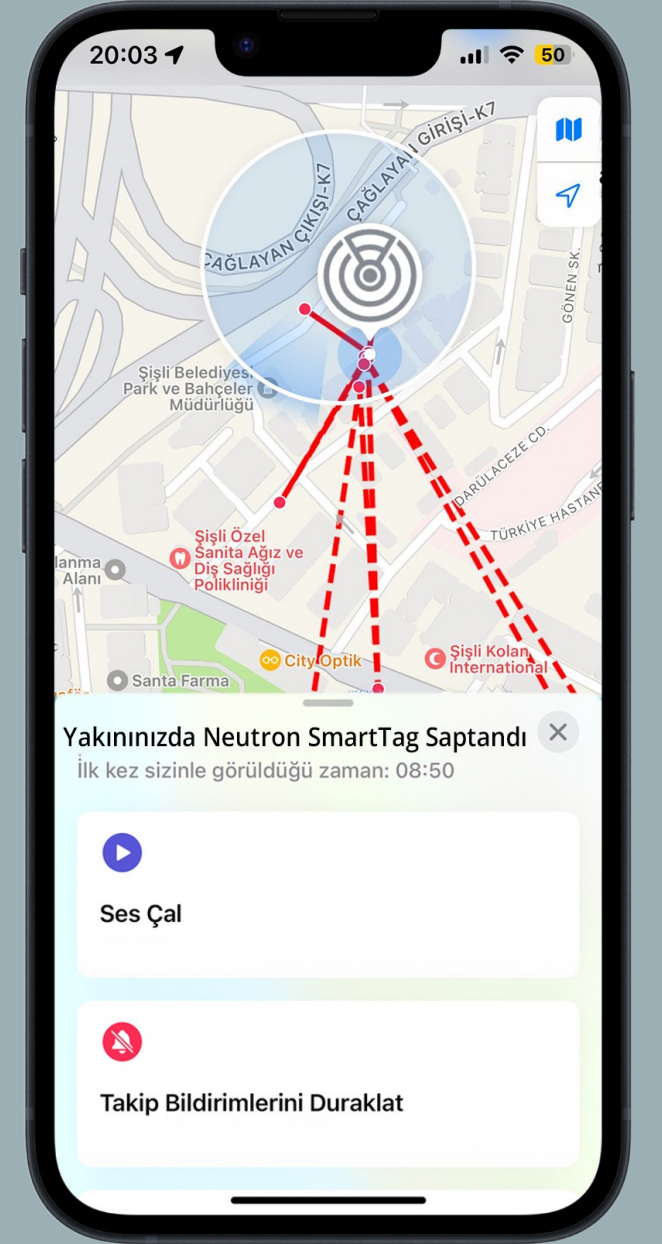 20:03
50
ÇAĞLAYAN GİRİŞİ-K7
ÇAĞLAYAN ÇIKIŞI-K7
GÖNEN SK.
Şişli Belediyesi
Park ve Bahçeler
Müdürlüğü
DARÜLACEZE CD.
TÜRKİYE HASTANE
Şişli Özel
Sanita Ağız ve
Diş Sağlığı
Polikliniği
lanma
Alanı
City Optik
Şişli Kolan
International
Santa Farma
Yakınınızda Neutron SmartTag Saptandı
İlk kez sizinle görüldüğü zaman: 08:50
Ses Çal
Takip Bildirimlerini Duraklat